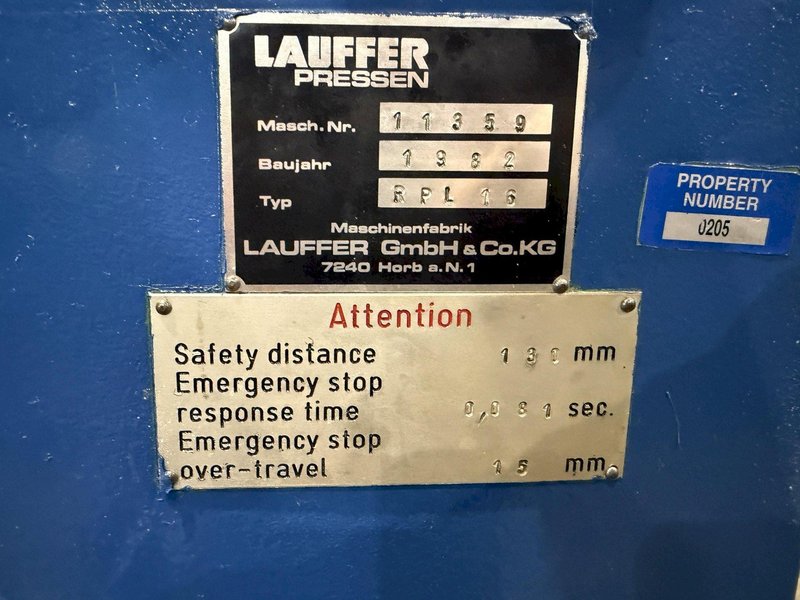 LAUFFER
PRESSEN
Masch.Nr. 11359
Baujahr 1982
Typ RPL 16
Maschinenfabrik
LAUFFER GmbH & Co.KG
7240 Horb a.N.1
PROPERTY
NUMBER
0205
Attention
Safety distance 130 mm
Emergency stop
response time 0,081 sec.
Emergency stop
over-travel 15 mm